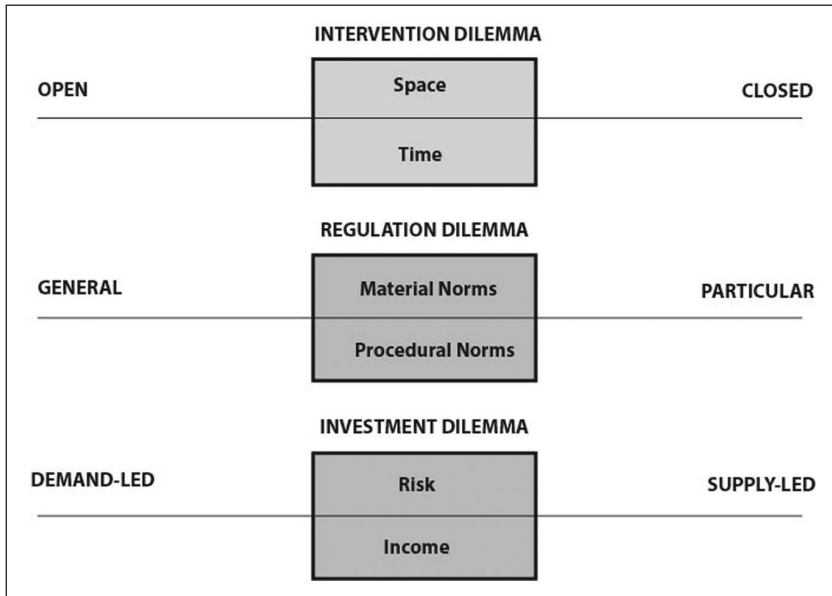 INTERVENTION DILEMMA
Space
OPEN
CLOSED
Time
REGULATION DILEMMA
GENERAL
Material Norms
PARTICULAR
Procedural Norms
INVESTMENT DILEMMA
DEMAND-LED
Risk
SUPPLY-LED
Income